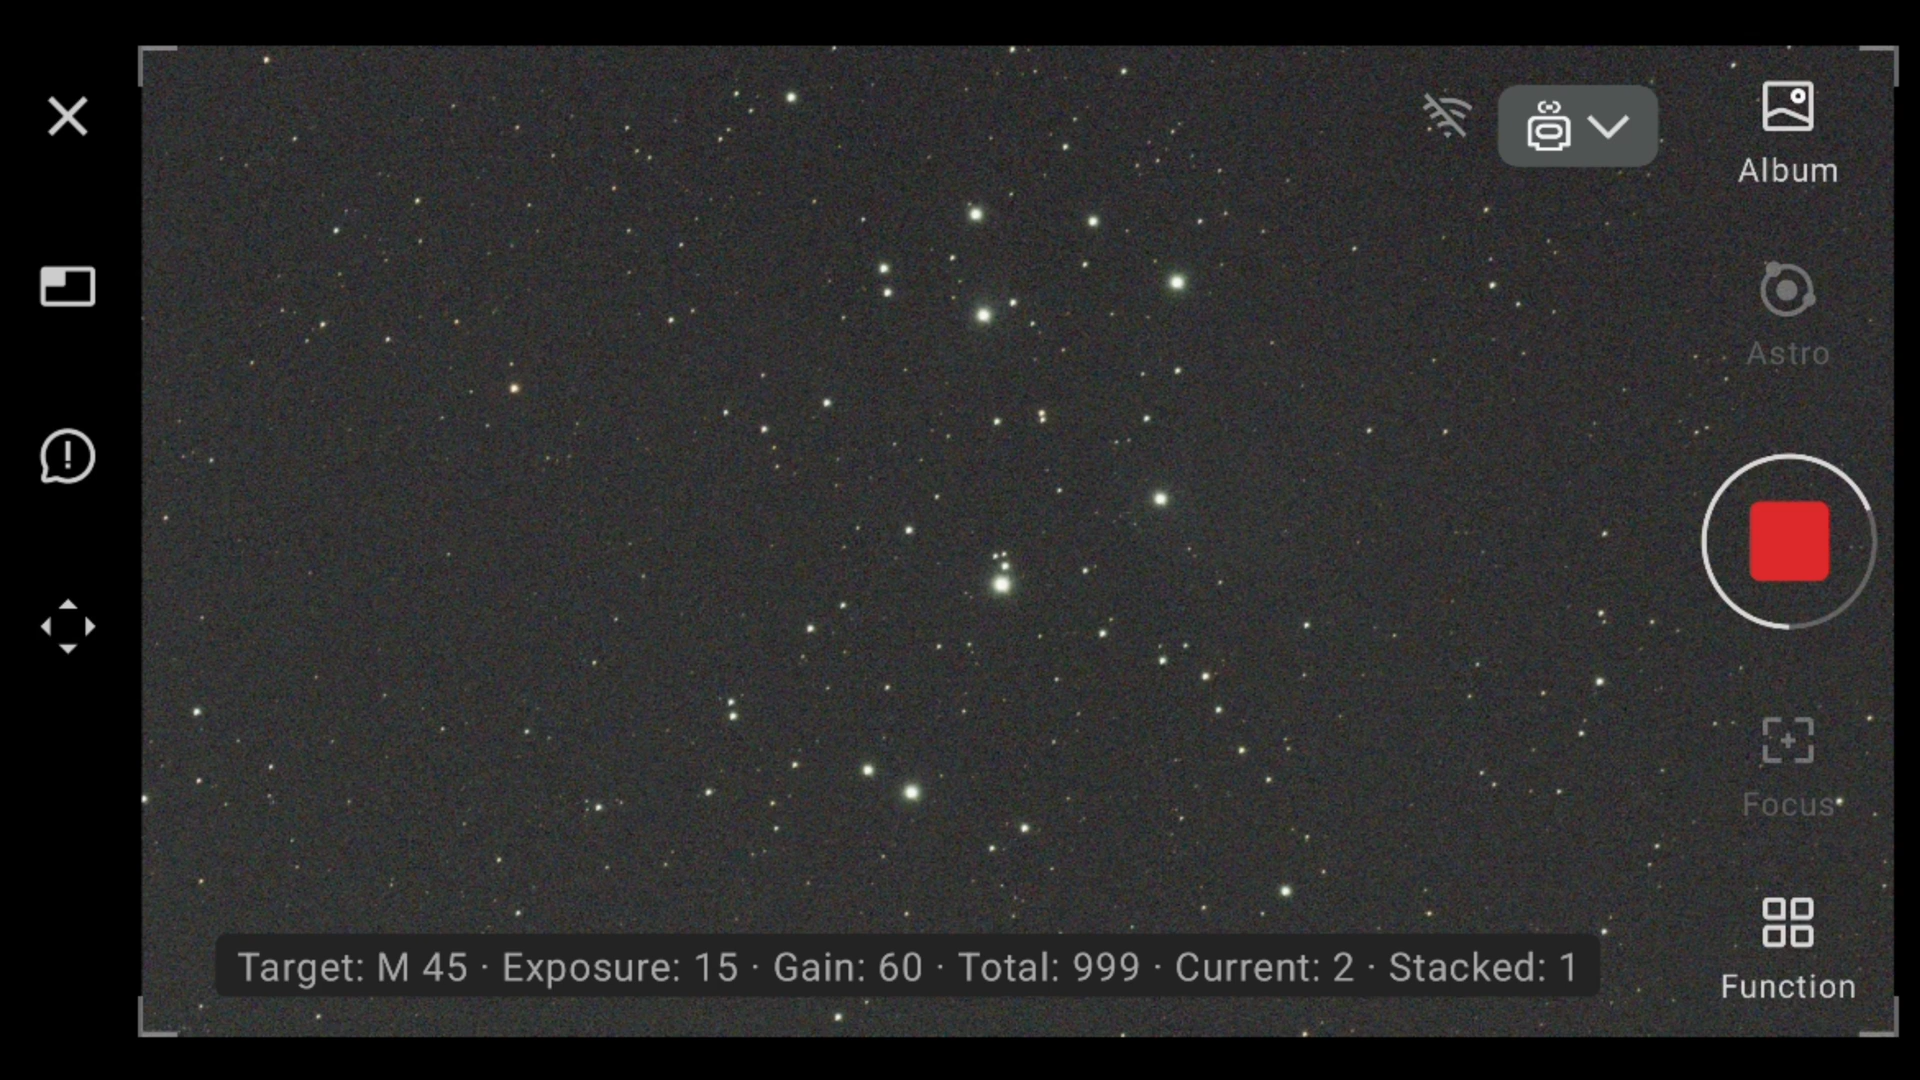 Album
Astro
Focus
Function
Target: M 45 · Exposure: 15 · Gain: 60 · Total: 999 · Current: 2 · Stacked: 1